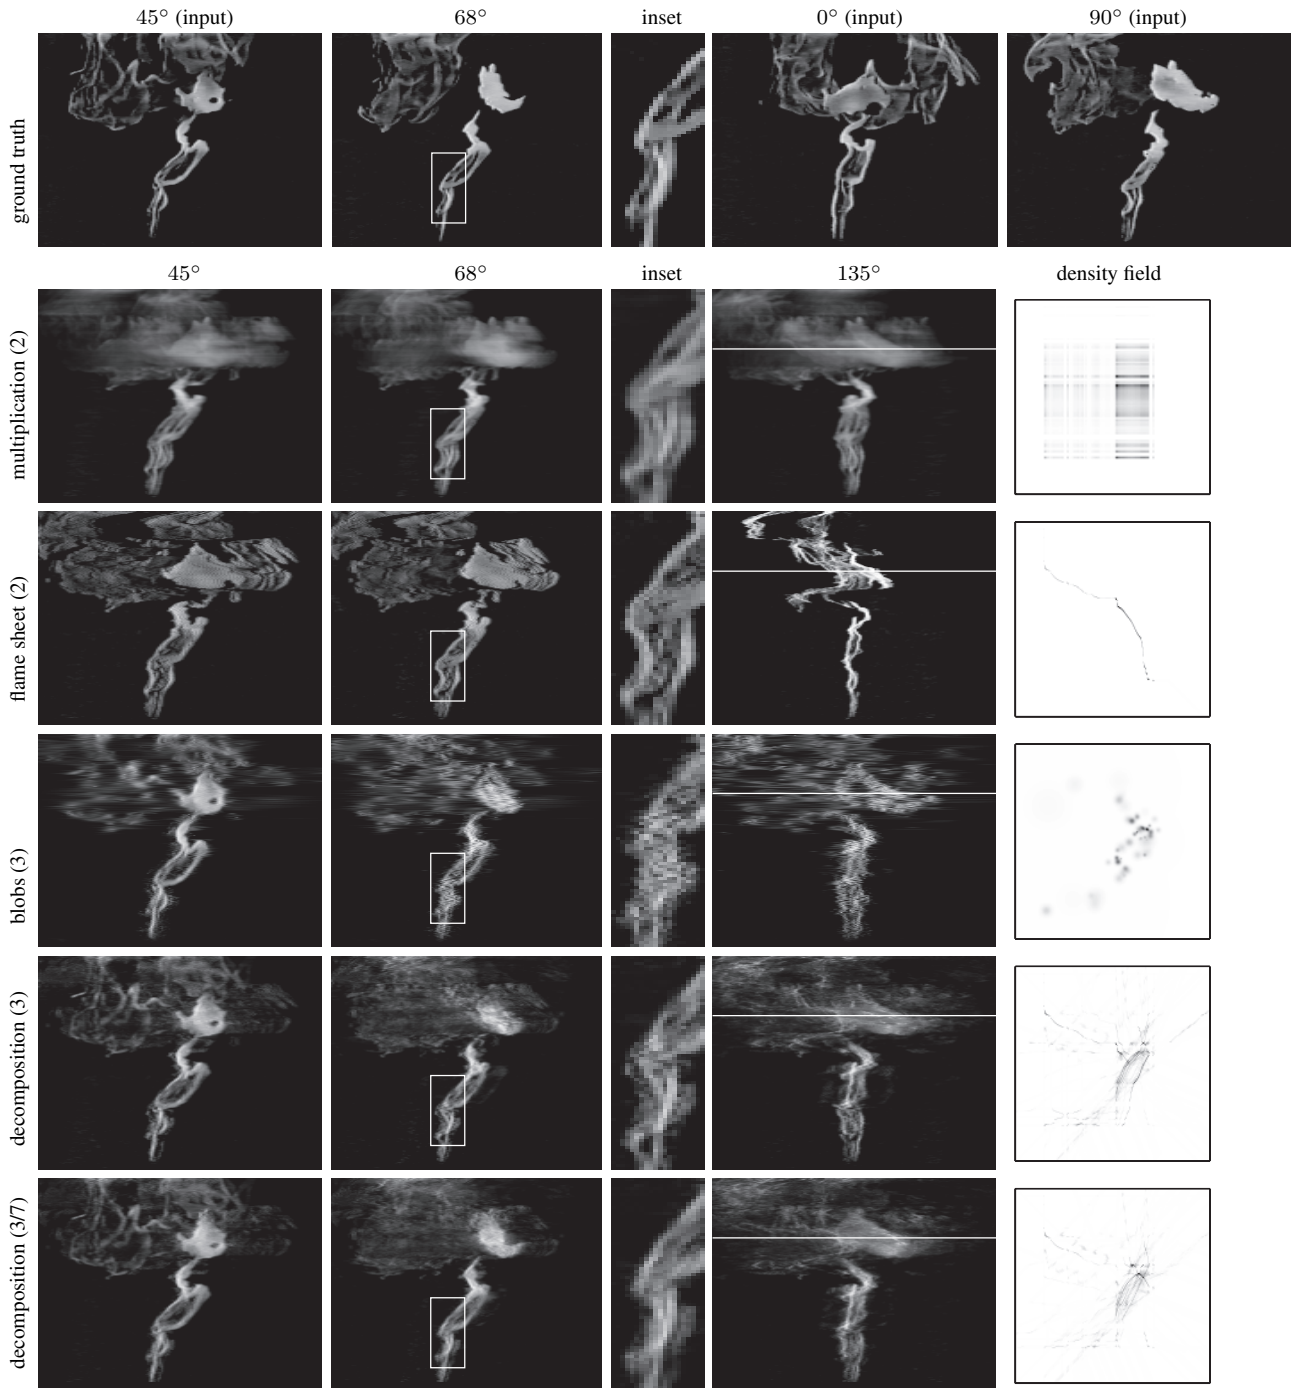 45° (input) 68° inset 0° (input) 90° (input)
ground truth
45° 68° inset 135° density field
multiplication (2)
flame sheet (2)
blobs (3)
decomposition (3)
decomposition (3/7)